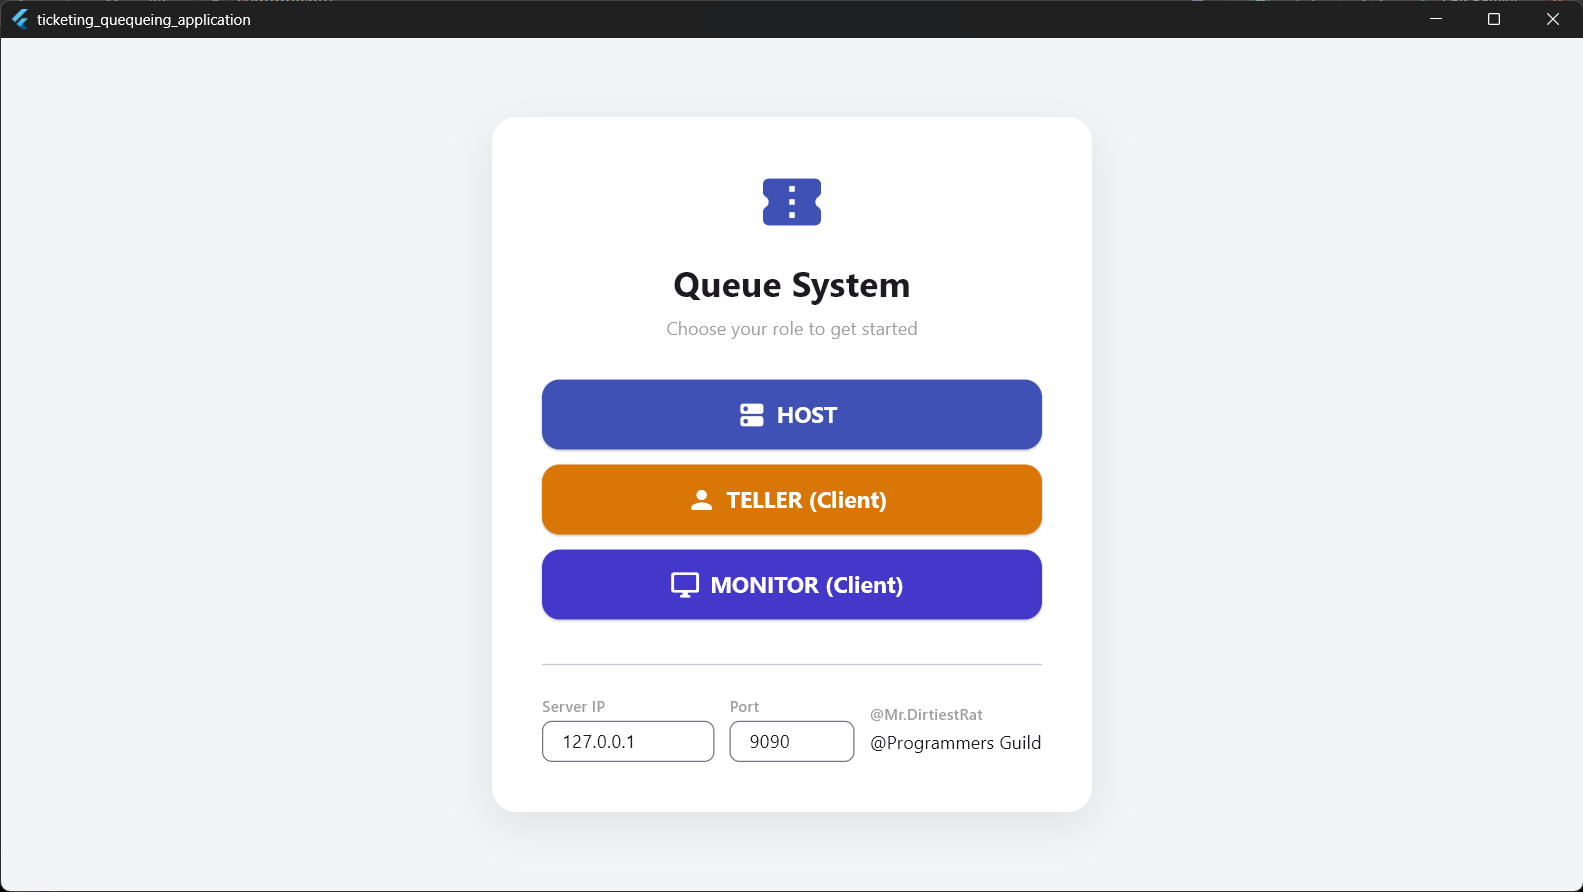 ticketing_quequeing_application
Queue System
Choose your role to get started
HOST
TELLER (Client)
MONITOR (Client)
Server IP
127.0.0.1
Port
9090
@Mr.DirtiestRat
@Programmers Guild